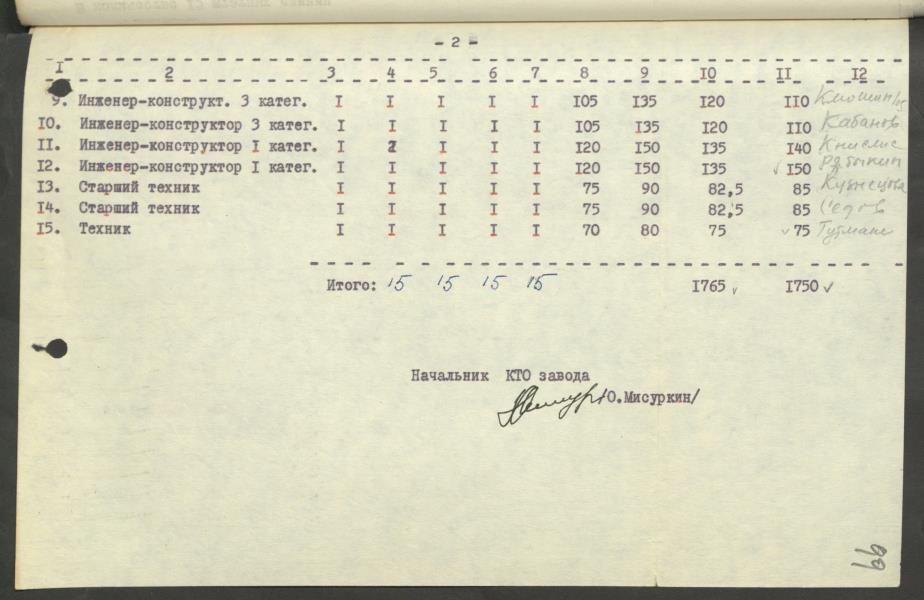 - 2 -
I 2 3 4 5 6 7 8 9 10 II 12
9. Инженер-конструкт. 3 катег. I I I I I I05 I35 I20 II0
I0. Инженер-конструктор 3 катег. I I I I I I05 I35 I20 II0 Кабанов
II. Инженер-конструктор I катег. I 2 I I I I20 I50 I35 I40
I2. Инженер-конструктор I катег. I I I I I I20 I50 I35 ✓ I50
I3. Старший техник I I I I I 75 90 82,5 85 Кузнецова
I4. Старший техник I I I I I 75 90 82,5 85 Седов
I5. Техник I I I I I 70 80 75 ✓ 75 Гутманс
Итого: 15 15 15 15 I765 ✓ I750 ✓
Начальник КТО завода
/О.Мисуркин/
99